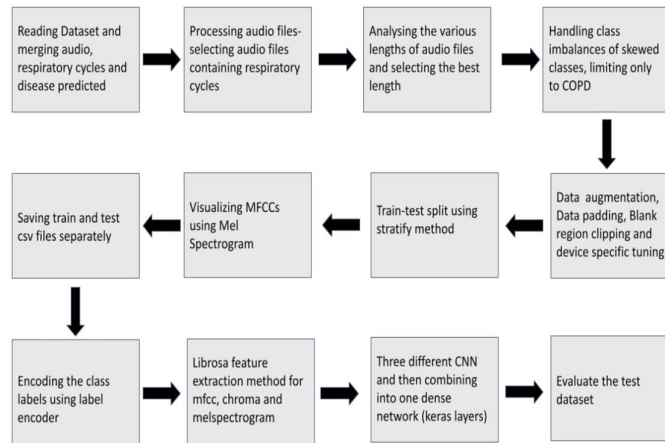 Reading Dataset and
merging audio,
respiratory cycles and
disease predicted
Processing audio files-
selecting audio files
containing respiratory
cycles
Analysing the various
lengths of audio files
and selecting the best
length
Handling class
imbalances of skewed
classes, limiting only
to COPD
Data augmentation,
Data padding, Blank
region clipping and
device specific tuning
Train-test split using
stratify method
Visualizing MFCCs
using Mel
Spectrogram
Saving train and test
csv files separately
Encoding the class
labels using label
encoder
Librosa feature
extraction method for
mfcc, chroma and
melspectrogram
Three different CNN
and then combining
into one dense
network (keras layers)
Evaluate the test
dataset